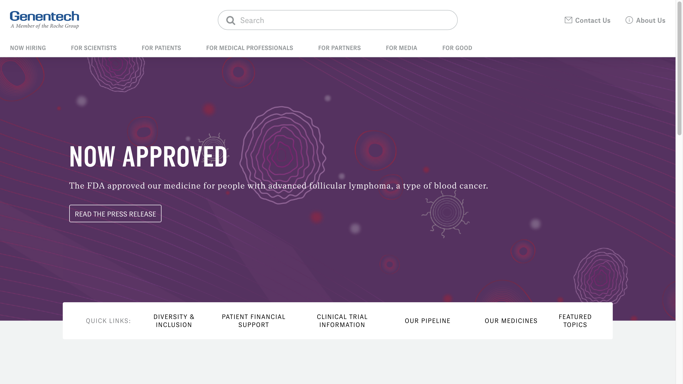 Genentech
A Member of the Roche Group
Search
Contact Us
About Us
NOW HIRING
FOR SCIENTISTS
FOR PATIENTS
FOR MEDICAL PROFESSIONALS
FOR PARTNERS
FOR MEDIA
FOR GOOD
NOW APPROVED
The FDA approved our medicine for people with advanced follicular lymphoma, a type of blood cancer.
READ THE PRESS RELEASE
QUICK LINKS:
DIVERSITY &
INCLUSION
PATIENT FINANCIAL
SUPPORT
CLINICAL TRIAL
INFORMATION
OUR PIPELINE
OUR MEDICINES
FEATURED
TOPICS